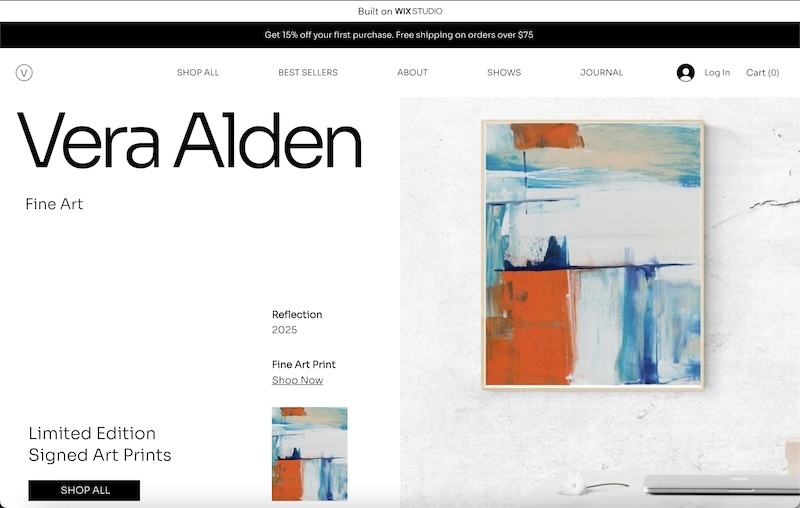 Built on WIX STUDIO
Get 15% off your first purchase. Free shipping on orders over $75
V
SHOP ALL
BEST SELLERS
ABOUT
SHOWS
JOURNAL
Log In
Cart (0)
Vera Alden
Fine Art
Reflection
2025
Fine Art Print
Shop Now
Limited Edition
Signed Art Prints
SHOP ALL